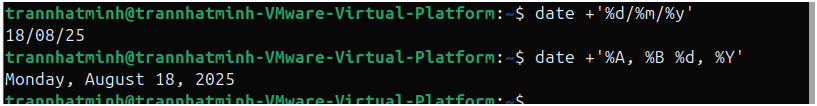 trannhatminh@trannhatminh-VMware-Virtual-Platform:~$ date +'%d/%m/%y'
18/08/25
trannhatminh@trannhatminh-VMware-Virtual-Platform:~$ date +'%A, %B %d, %Y'
Monday, August 18, 2025
trannhatminh@trannhatminh-VMware-Virtual-Platform:~$